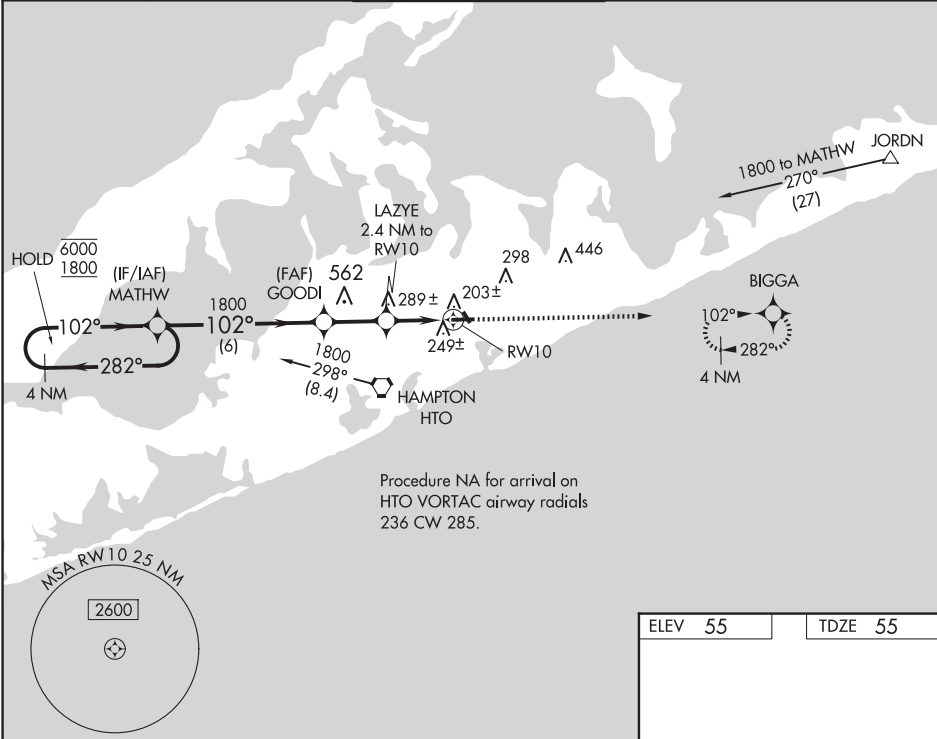 JORDN
1800 to MATHW
270°
(27)
LAZYE
2.4 NM to
RW10
HOLD
6000
1800
(IF/IAF)
MATHW
(FAF)
GOODI
562
298
446
BIGGA
289±
203±
1800
102°
102°
(6)
102°
249±
RW10
282°
1800
298°
(8.4)
282°
4 NM
4 NM
HAMPTON
HTO
Procedure NA for arrival on
HTO VORTAC airway radials
236 CW 285.
MSA RW10 25 NM
2600
ELEV 55
TDZE 55